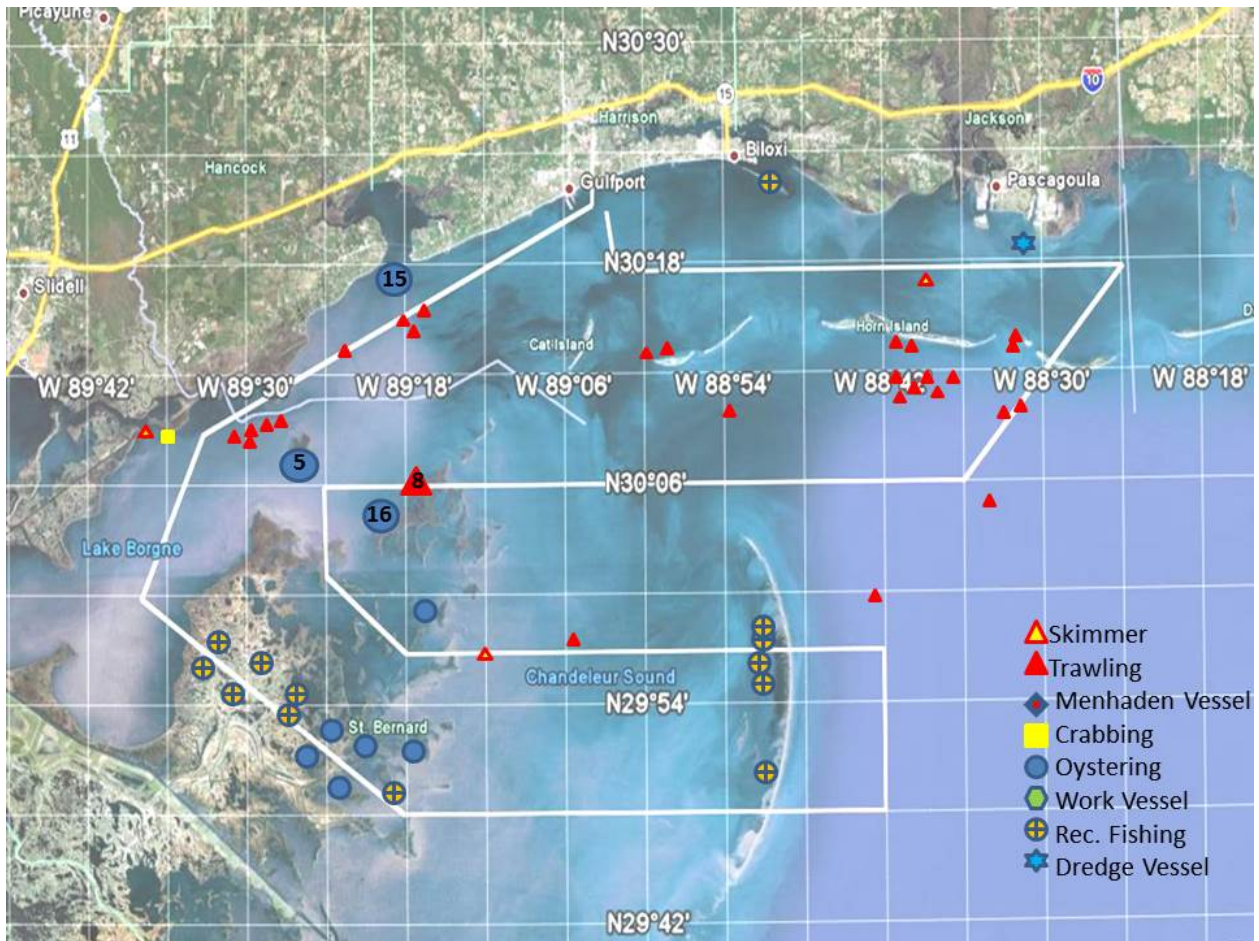 Picayune
N30°30'
10
11
15
Harrison
Jackson
Hancock
Biloxi
Gulfport
Pascagoula
N30°18'
15
Slidell
Horn Island
Cat Island
W 89°42'
W 89°30'
W 89°18'
W 89°06'
W 88°54'
W 88°42'
W 88°30'
W 88°18'
5
8
N30°06'
16
Lake Borgne
Skimmer
Trawling
Chandeleur Sound
Menhaden Vessel
N29°54'
St. Bernard
Crabbing
Oystering
Work Vessel
Rec. Fishing
Dredge Vessel
N29°42'